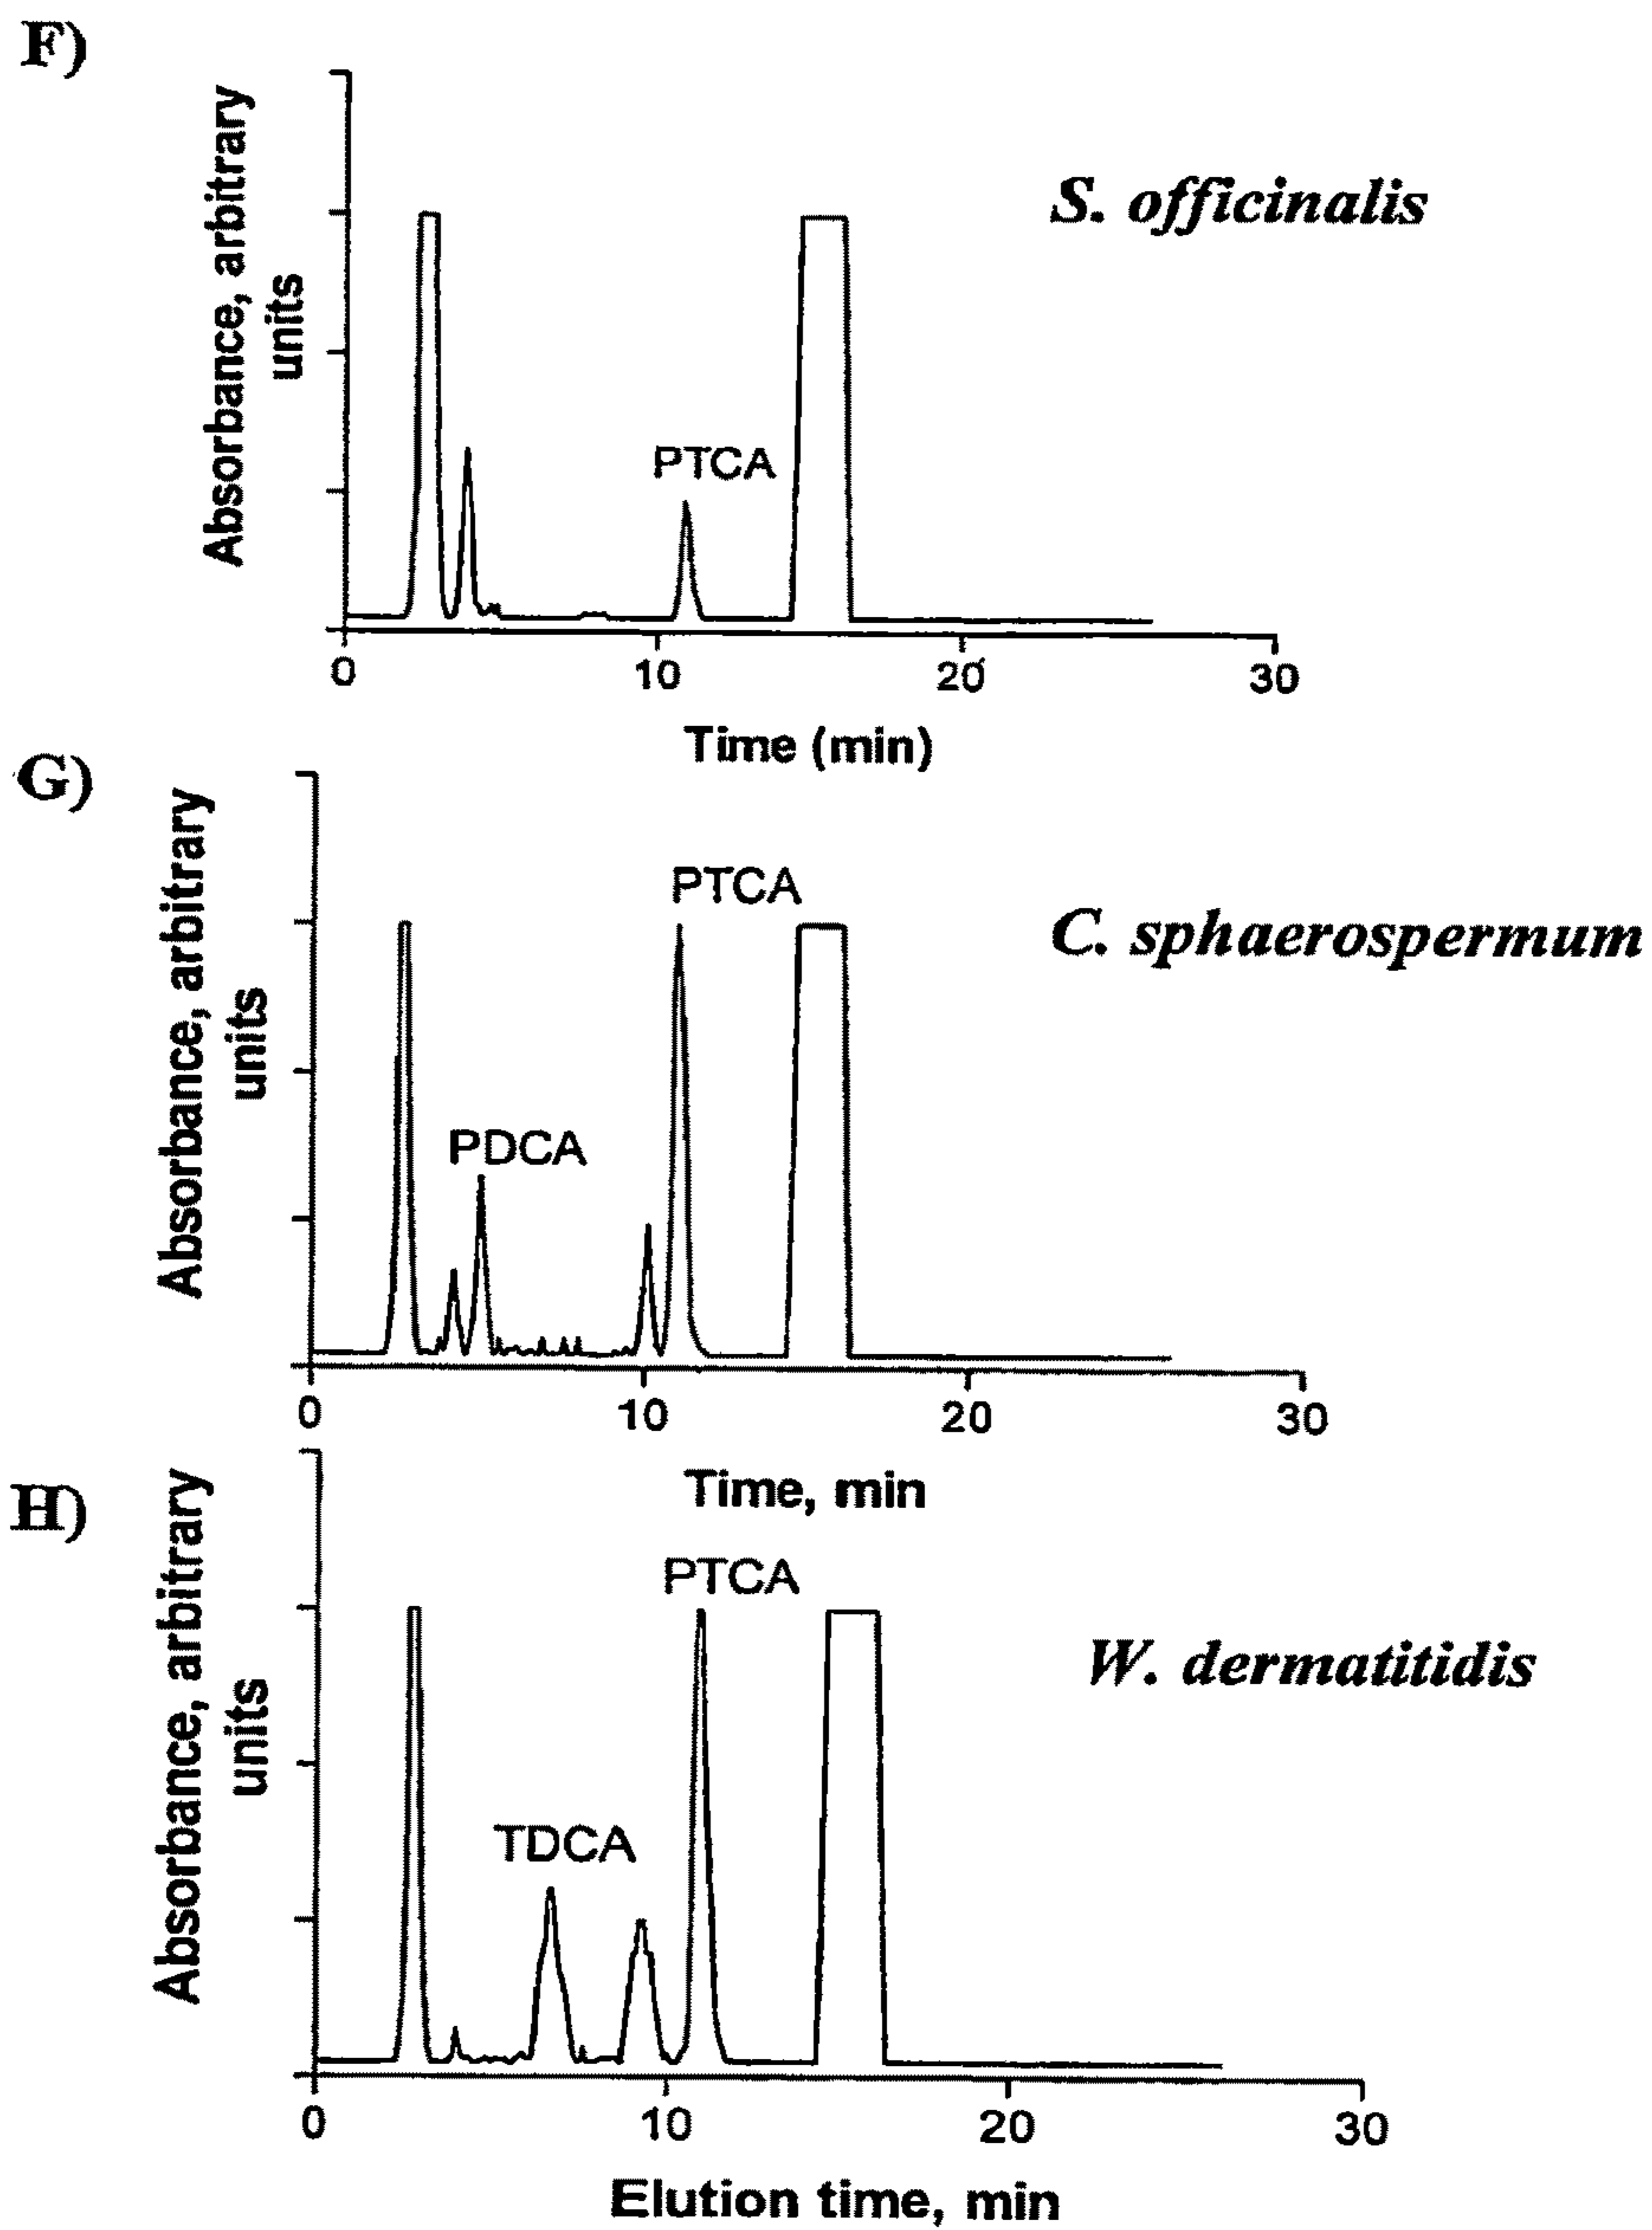 F)
Absorbance, arbitrary
units
S. officinalis
PTCA
0 10 20 30
Time (min)
G)
Absorbance, arbitrary
units
PTCA
C. sphaerospermum
PDCA
0 10 20 30
Time, min
H)
Absorbance, arbitrary
units
PTCA
W. dermatitidis
TDCA
0 10 20 30
Elution time, min